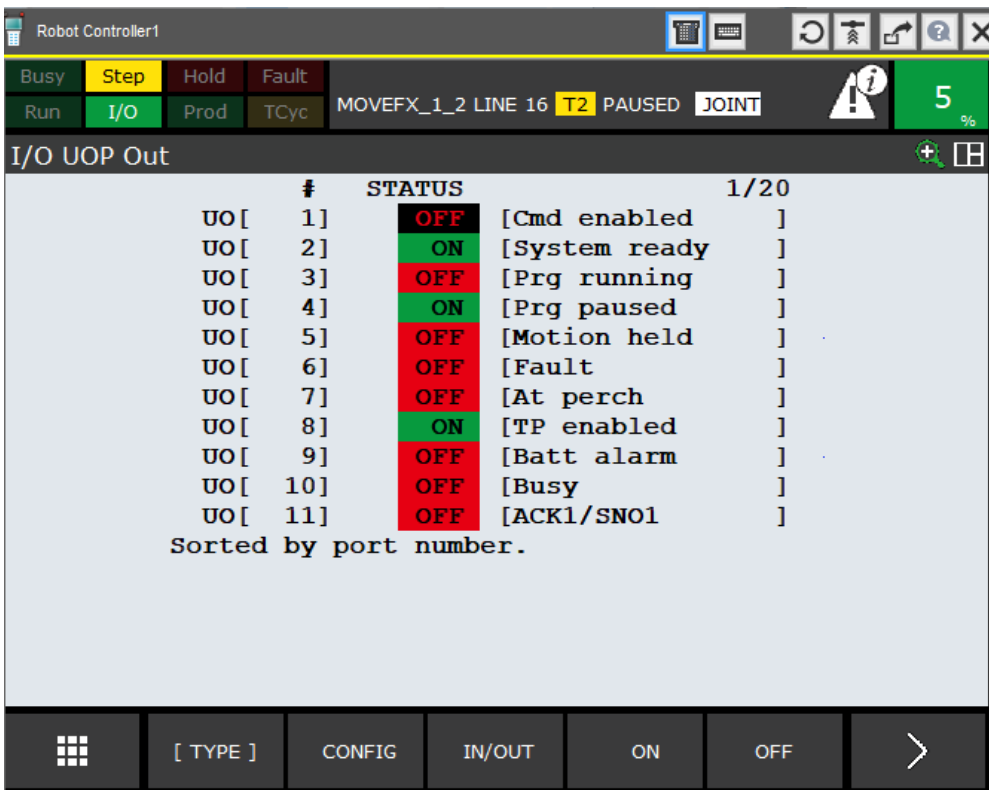 Robot Controller1
Busy Step Hold Fault
Run I/O Prod TCyc
MOVEFX_1_2 LINE 16 T2 PAUSED JOINT
5 %
I/O UOP Out
# STATUS 1/20
UO[ 1] OFF [Cmd enabled ]
UO[ 2] ON [System ready ]
UO[ 3] OFF [Prg running ]
UO[ 4] ON [Prg paused ]
UO[ 5] OFF [Motion held ]
UO[ 6] OFF [Fault ]
UO[ 7] OFF [At perch ]
UO[ 8] ON [TP enabled ]
UO[ 9] OFF [Batt alarm ]
UO[ 10] OFF [Busy ]
UO[ 11] OFF [ACK1/SNO1 ]
Sorted by port number.
[ TYPE ] CONFIG IN/OUT ON OFF